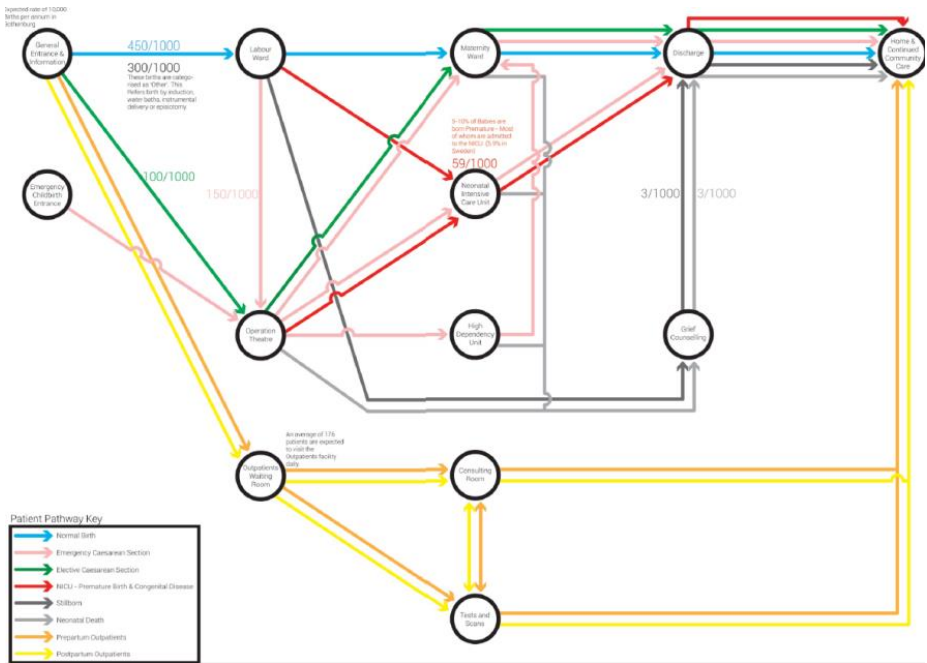 Expected rate of 10,000
births per annum in
Gothenburg
General
Entrance &
Information
450/1000
300/1000
These births are catego-
rised as 'Other'. This
Refers birth by induction,
water baths, instrumental
delivery or episiotomy
Labour
Ward
Maternity
Ward
Discharge
Home &
Continued
Community
Care
5-10% of Babies are
born Premature - Most
of whom are admitted
to the NICU. (5.9% in
Sweden)
59/1000
100/1000
150/1000
Emergency
Childbirth
Entrance
Neonatal
Intensive
Care Unit
3/1000
3/1000
Operation
Theatre
High
Dependency
Unit
Grief
Counselling
An average of 176
patients are expected
to visit the
Outpatients facility
daily
Outpatients
Waiting
Room
Consulting
Room
Tests and
Scans
Patient Pathway Key
Normal Birth
Emergency Caesarean Section
Elective Caesarean Section
NICU - Premature Birth & Congenital Disease
Stillborn
Neonatal Death
Prepartum Outpatients
Postpartum Outpatients